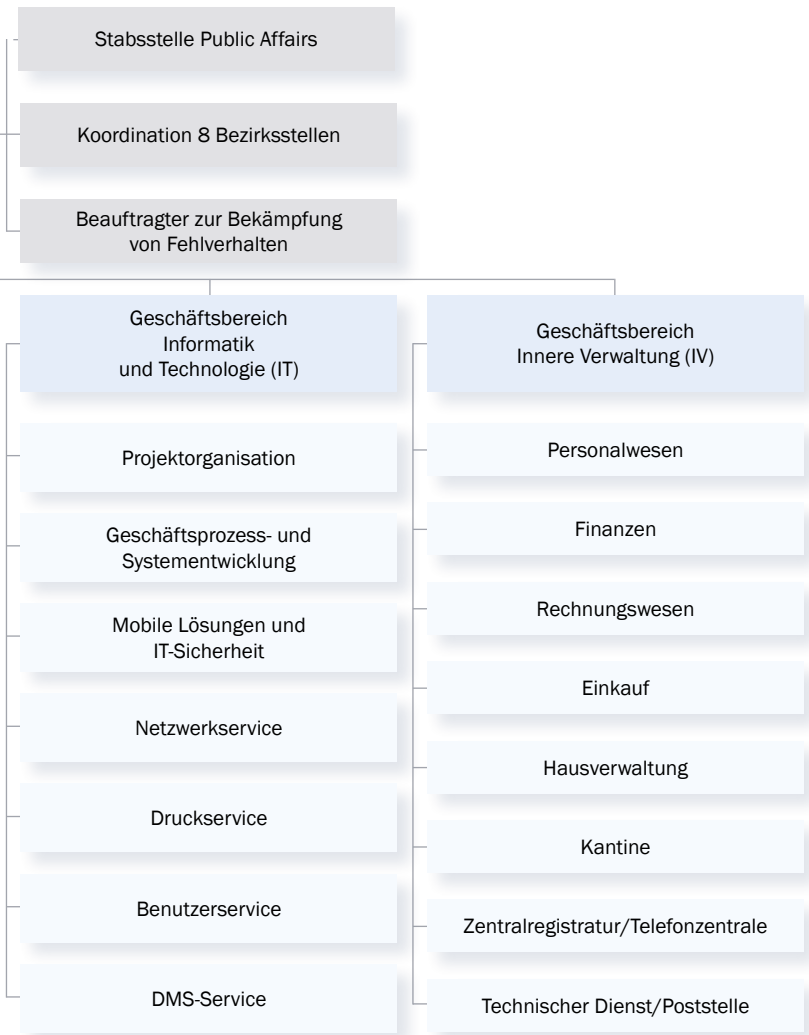 Stabsstelle Public Affairs
Koordination 8 Bezirksstellen
Beauftragter zur Bekämpfung
von Fehlverhalten
Geschäftsbereich
Informatik
und Technologie (IT)
Projektorganisation
Geschäftsprozess- und
Systementwicklung
Mobile Lösungen und
IT-Sicherheit
Netzwerkservice
Druckservice
Benutzerservice
DMS-Service
Geschäftsbereich
Innere Verwaltung (IV)
Personalwesen
Finanzen
Rechnungswesen
Einkauf
Hausverwaltung
Kantine
Zentralregistratur/Telefonzentrale
Technischer Dienst/Poststelle